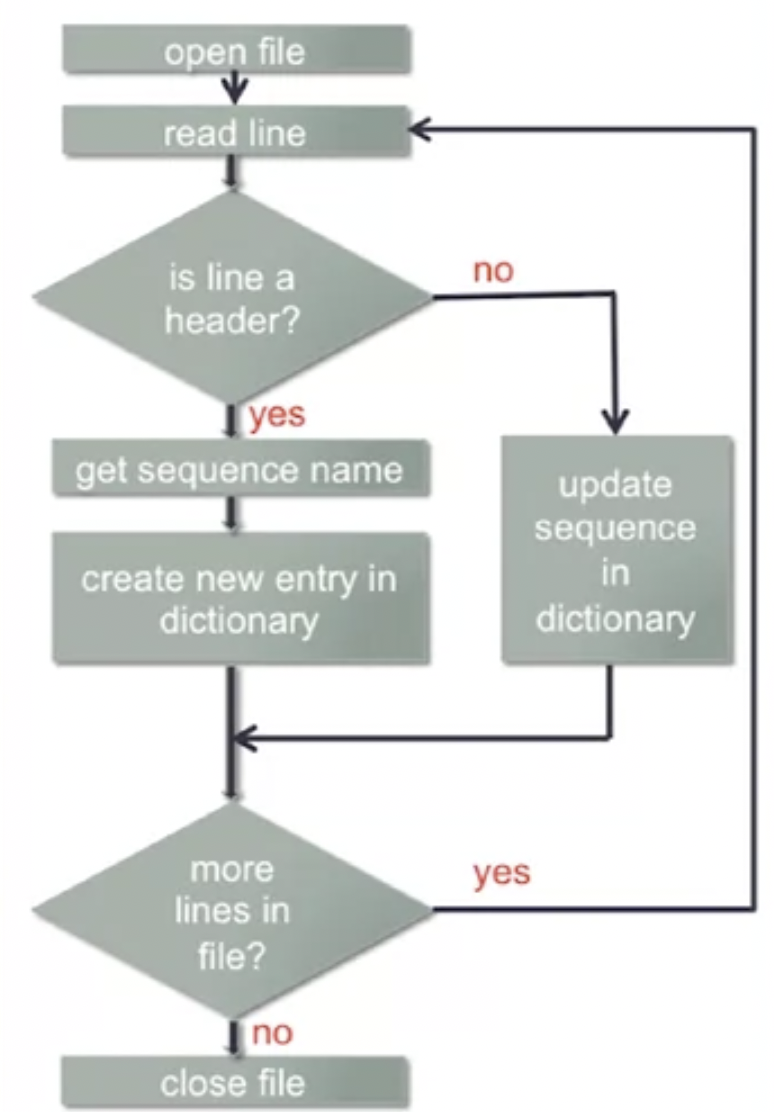 open file
read line
is line a
header?
no
yes
get sequence name
update
sequence
in
dictionary
create new entry in
dictionary
more
lines in
file?
yes
no
close file